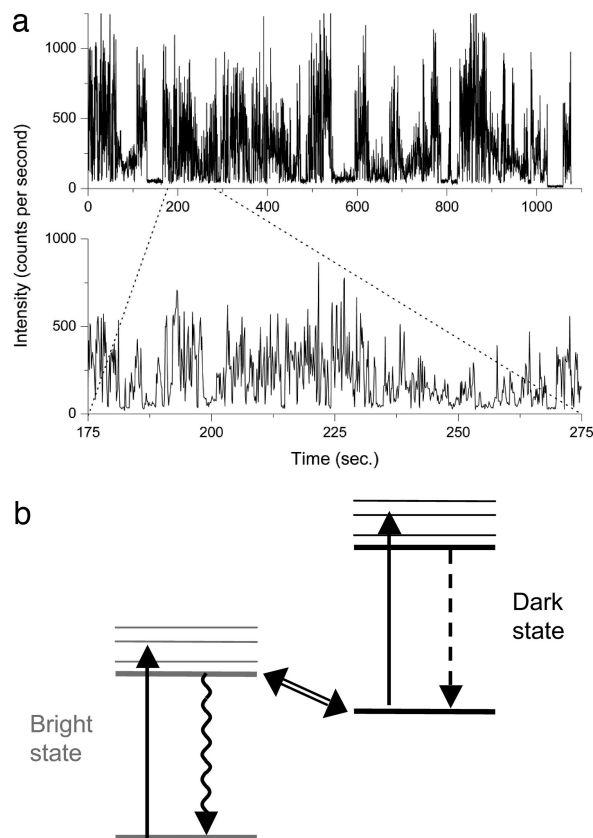 a
1000
500
0
0 200 400 600 800 1000
1000
500
0
175 200 225 250 275
Intensity (counts per second)
Time (sec.)
b
Dark
state
Bright
state